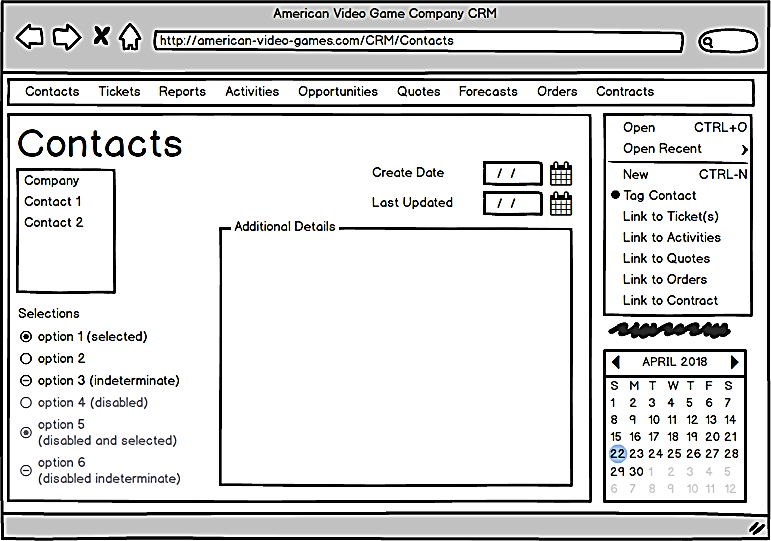 American Video Game Company CRM
http://american-video-games.com/CRM/Contacts
Contacts Tickets Reports Activities Opportunities Quotes Forecasts Orders Contracts
Contacts
Company
Contact 1
Contact 2
Create Date / /
Last Updated / /
Additional Details
Selections
option 1 (selected)
option 2
option 3 (indeterminate)
option 4 (disabled)
option 5
(disabled and selected)
option 6
(disabled indeterminate)
Open CTRL+O
Open Recent
New CTRL-N
Tag Contact
Link to Ticket(s)
Link to Activities
Link to Quotes
Link to Orders
Link to Contract
APRIL 2018
S M T W T F S
1 2 3 4 5 6 7
8 9 10 11 12 13 14
15 16 17 18 19 20 21
22 23 24 25 26 27 28
29 30 1 2 3 4 5
6 7 8 9 10 11 12